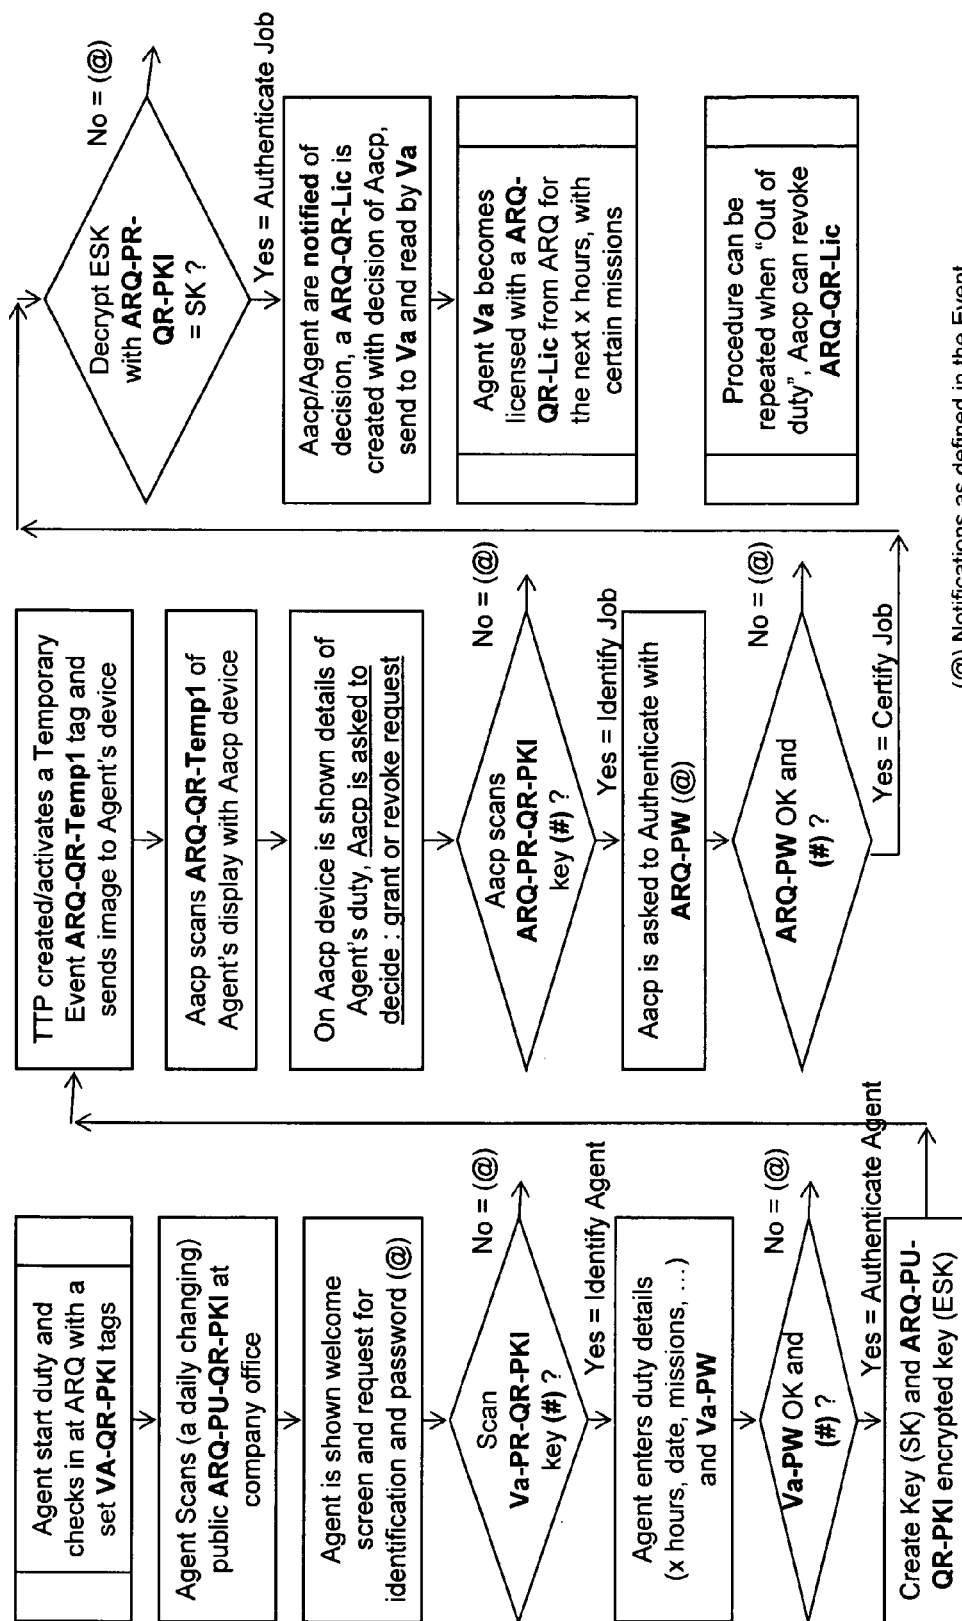 Agent start duty and
checks in at ARQ with a
set VA-QR-PKI tags
Agent Scans (a daily changing)
public ARQ-PU-QR-PKI at
company office
Agent is shown welcome
screen and request for
identification and password (@)
Scan
Va-PR-QR-PKI
key (#) ?
No = (@)
Yes = Identify Agent
Agent enters duty details
(x hours, date, missions, …)
and Va-PW
Va-PW OK and
(#) ?
No = (@)
Yes = Authenticate Agent
Create Key (SK) and ARQ-PU-
QR-PKI encrypted key (ESK)
TTP created/activates a Temporary
Event ARQ-QR-Temp1 tag and
sends image to Agent's device
Aacp scans ARQ-QR-Temp1 of
Agent's display with Aacp device
On Aacp device is shown details of
Agent's duty, Aacp is asked to
decide : grant or revoke request
Aacp scans
ARQ-PR-QR-PKI
key (#) ?
No = (@)
Yes = Identify Job
Aacp is asked to Authenticate with
ARQ-PW (@)
ARQ-PW OK and
(#) ?
No = (@)
Yes = Certify Job
Decrypt ESK
with ARQ-PR-
QR-PKI
= SK ?
No = (@)
Yes = Authenticate Job
Aacp/Agent are notified of
decision, a ARQ-QR-Lic is
created with decision of Aacp,
send to Va and read by Va
Agent Va becomes
licensed with a ARQ-
QR-Lic from ARQ for
the next x hours, with
certain missions
Procedure can be
repeated when "Out of
duty", Aacp can revoke
ARQ-QR-Lic
(@) Notifications as defined in the Event